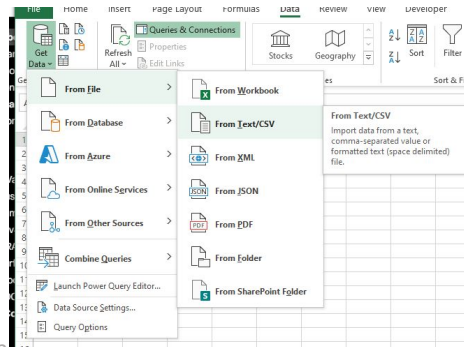 File Home Insert Page Layout Formulas Data Review View Developer
Get Data
Refresh All
Queries & Connections
Properties
Edit Links
Stocks
Geography
Sort
Filter
Sort & F
From File
From Database
From Azure
From Online Services
From Other Sources
Combine Queries
Launch Power Query Editor...
Data Source Settings...
Query Options
From Workbook
From Text/CSV
From XML
From JSON
From PDF
From Folder
From SharePoint Folder
From Text/CSV
Import data from a text,
comma-separated value or
formatted text (space delimited)
file.